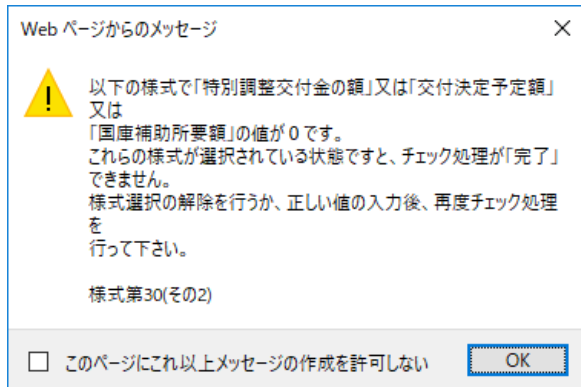 Web ページからのメッセージ
以下の様式で「特別調整交付金の額」又は「交付決定予定額」
又は
「国庫補助所要額」の値が０です。
これらの様式が選択されている状態ですと、チェック処理が「完了」
できません。
様式選択の解除を行うか、正しい値の入力後、再度チェック処理
を
行って下さい。
様式第30(その2)
このページにこれ以上メッセージの作成を許可しない
OK